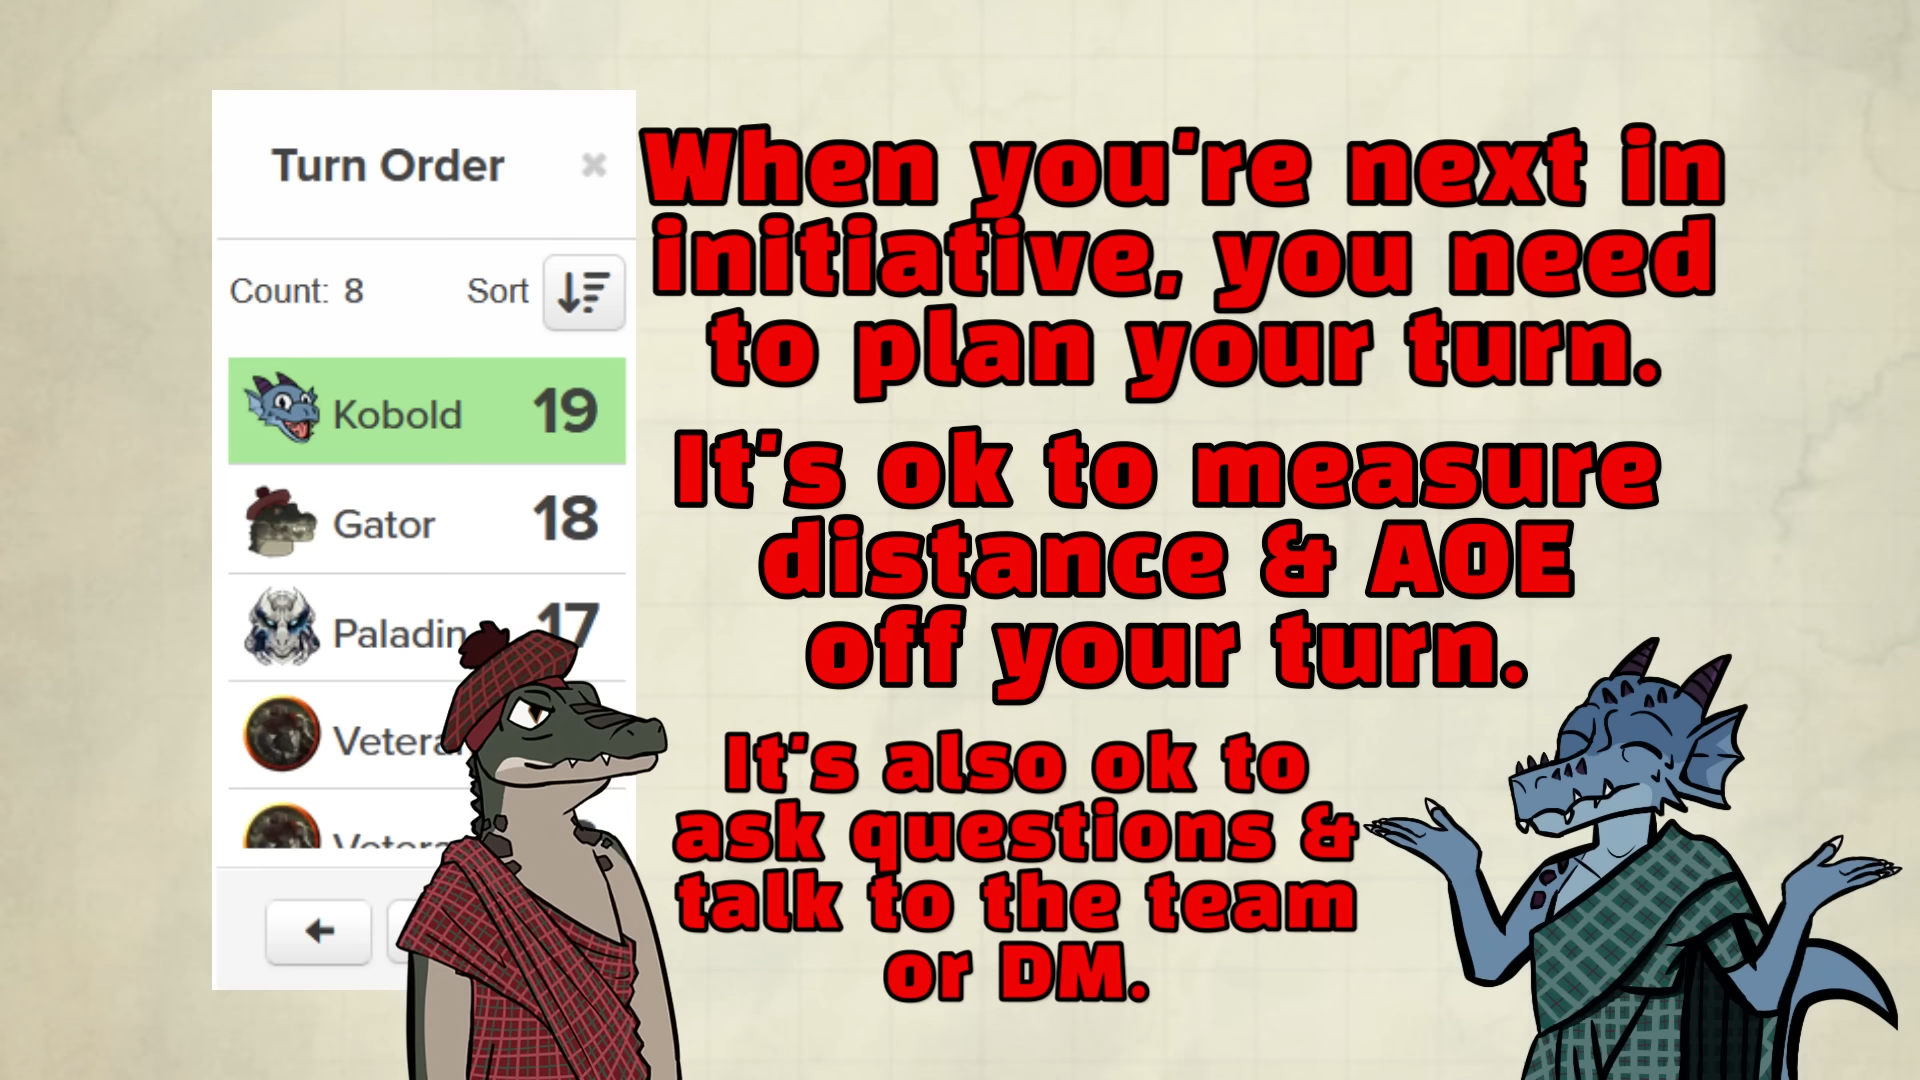 Turn Order ×
Count: 8 Sort
Kobold 19
Gator 18
Paladin 17
When you're next in
initiative, you need
to plan your turn.
It's ok to measure
distance & AOE
off your turn.
It's also ok to
ask questions &
talk to the team
or DM.